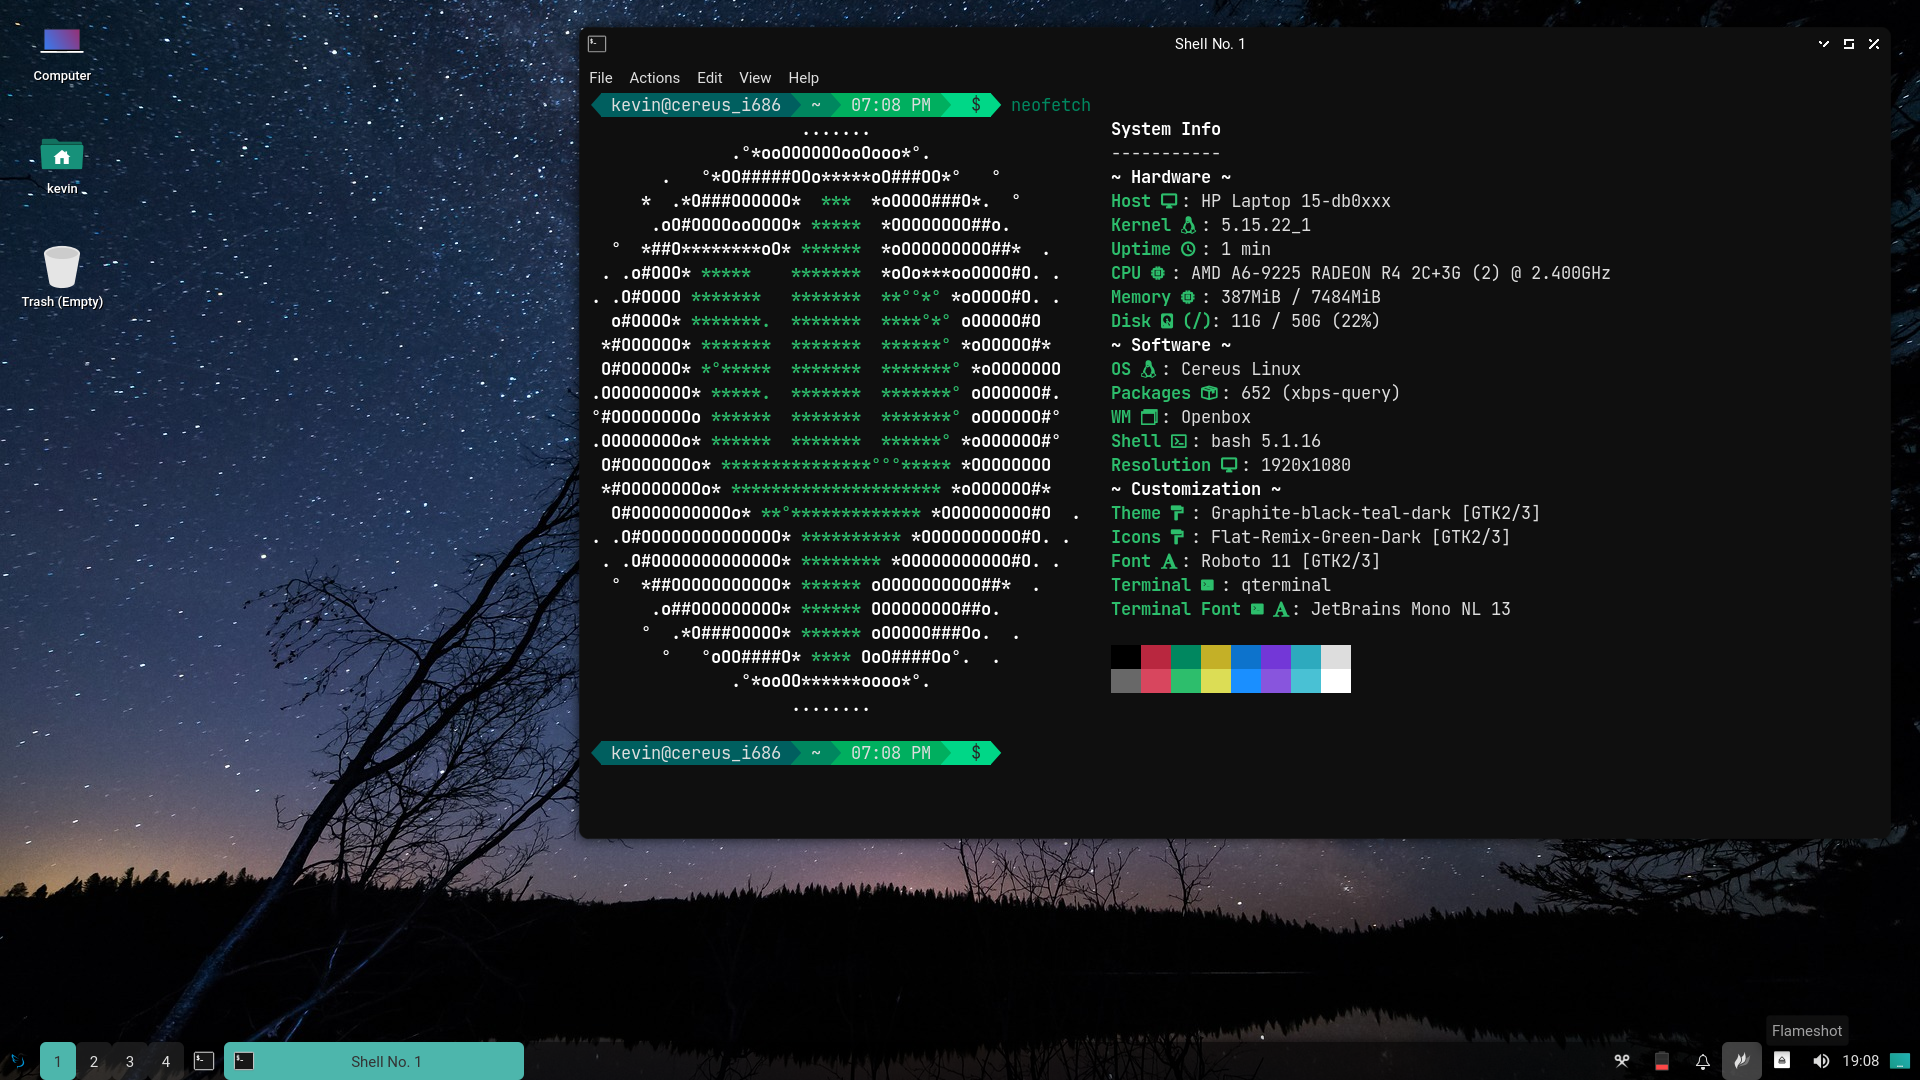 Computer
kevin
Trash (Empty)
Shell No. 1
File Actions Edit View Help
kevin@cereus_i686 ~ 07:08 PM $ neofetch
System Info
-----------
~ Hardware ~
Host : HP Laptop 15-db0xxx
Kernel : 5.15.22_1
Uptime : 1 min
CPU : AMD A6-9225 RADEON R4 2C+3G (2) @ 2.400GHz
Memory : 387MiB / 7484MiB
Disk (/): 11G / 50G (22%)
~ Software ~
OS : Cereus Linux
Packages : 652 (xbps-query)
WM : Openbox
Shell : bash 5.1.16
Resolution : 1920x1080
~ Customization ~
Theme : Graphite-black-teal-dark [GTK2/3]
Icons : Flat-Remix-Green-Dark [GTK2/3]
Font : Roboto 11 [GTK2/3]
Terminal : qterminal
Terminal Font : JetBrains Mono NL 13
kevin@cereus_i686 ~ 07:08 PM $
Flameshot
1 2 3 4 Shell No. 1 19:08